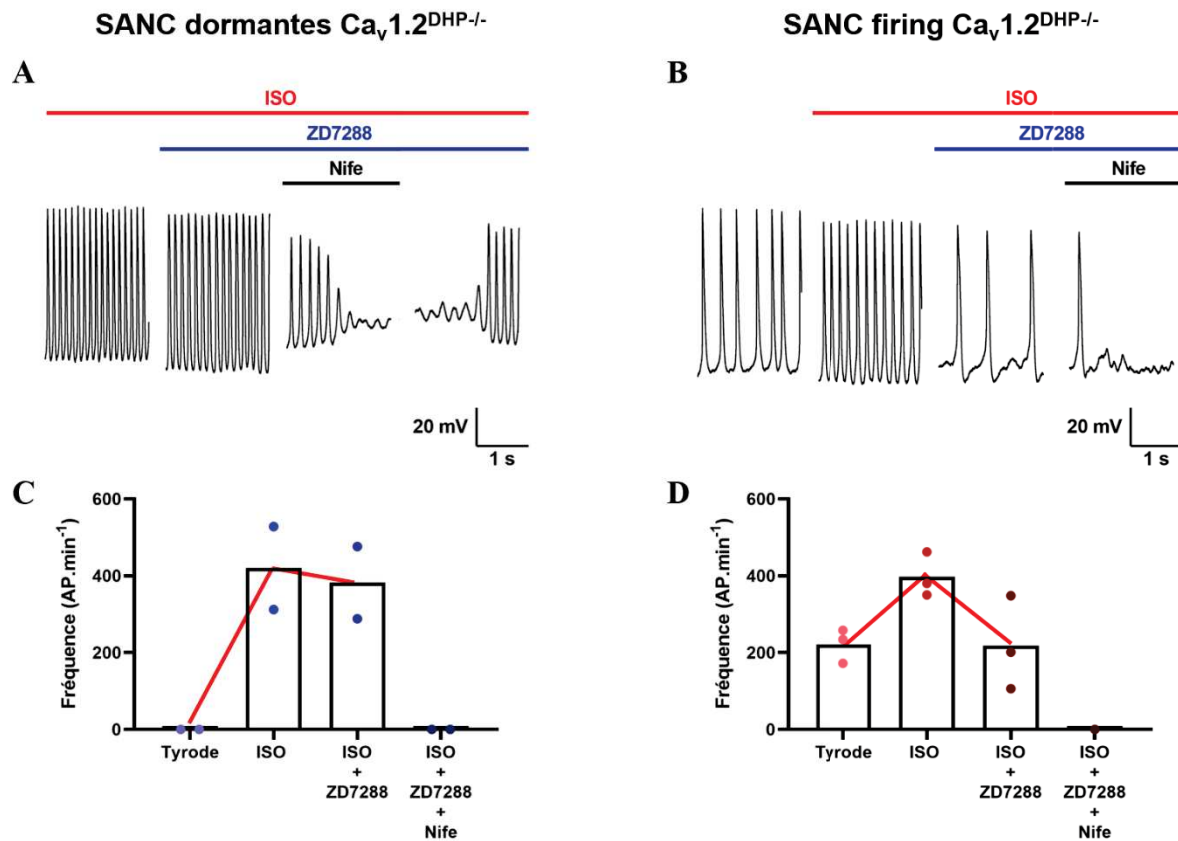 SANC dormantes Cav1.2DHP-/-
SANC firing Cav1.2DHP-/-
A
ISO
ZD7288
Nife
20 mV
1 s
B
ISO
ZD7288
Nife
20 mV
1 s
C
Fréquence (AP.min-1)
600
400
200
0
Tyrode
ISO
ISO
+
ZD7288
ISO
+
ZD7288
+
Nife
D
Fréquence (AP.min-1)
600
400
200
0
Tyrode
ISO
ISO
+
ZD7288
ISO
+
ZD7288
+
Nife